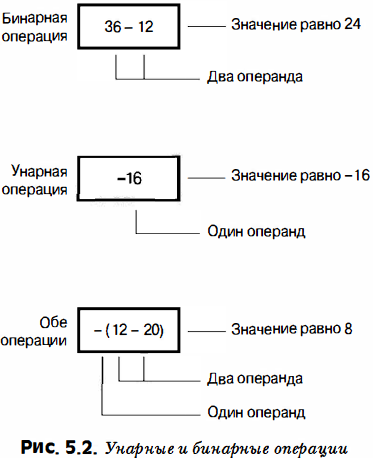 Бинарная операция
36 – 12
Значение равно 24
Два операнда
Унарная операция
–16
Значение равно –16
Один операнд
Обе операции
– ( 12 – 20)
Значение равно 8
Два операнда
Один операнд
Рис. 5.2. Унарные и бинарные операции